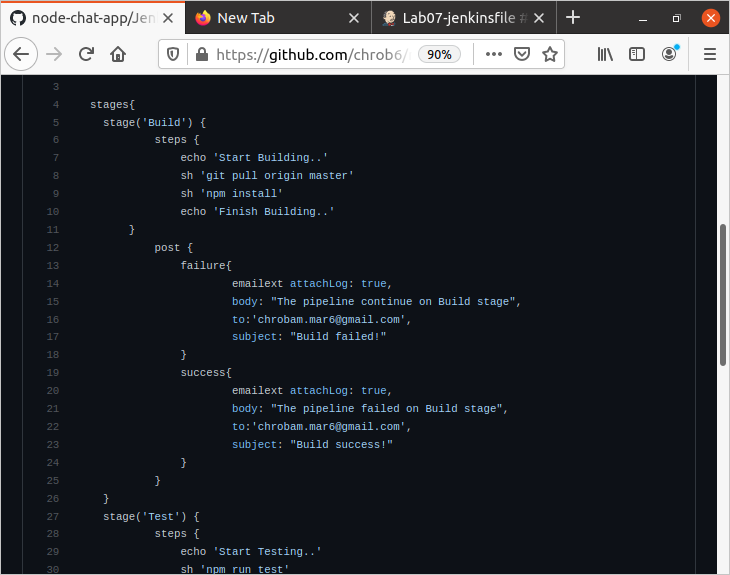 node-chat-app/Jen
New Tab
Lab07-jenkinsfile #
https://github.com/chrob6/
90%
3
4 stages{
5 stage('Build') {
6 steps {
7 echo 'Start Building..'
8 sh 'git pull origin master'
9 sh 'npm install'
10 echo 'Finish Building..'
11 }
12 post {
13 failure{
14 emailext attachLog: true,
15 body: "The pipeline continue on Build stage",
16 to:'chrobam.mar6@gmail.com',
17 subject: "Build failed!"
18 }
19 success{
20 emailext attachLog: true,
21 body: "The pipeline failed on Build stage",
22 to:'chrobam.mar6@gmail.com',
23 subject: "Build success!"
24 }
25 }
26 }
27 stage('Test') {
28 steps {
29 echo 'Start Testing..'
30 sh 'npm run test'